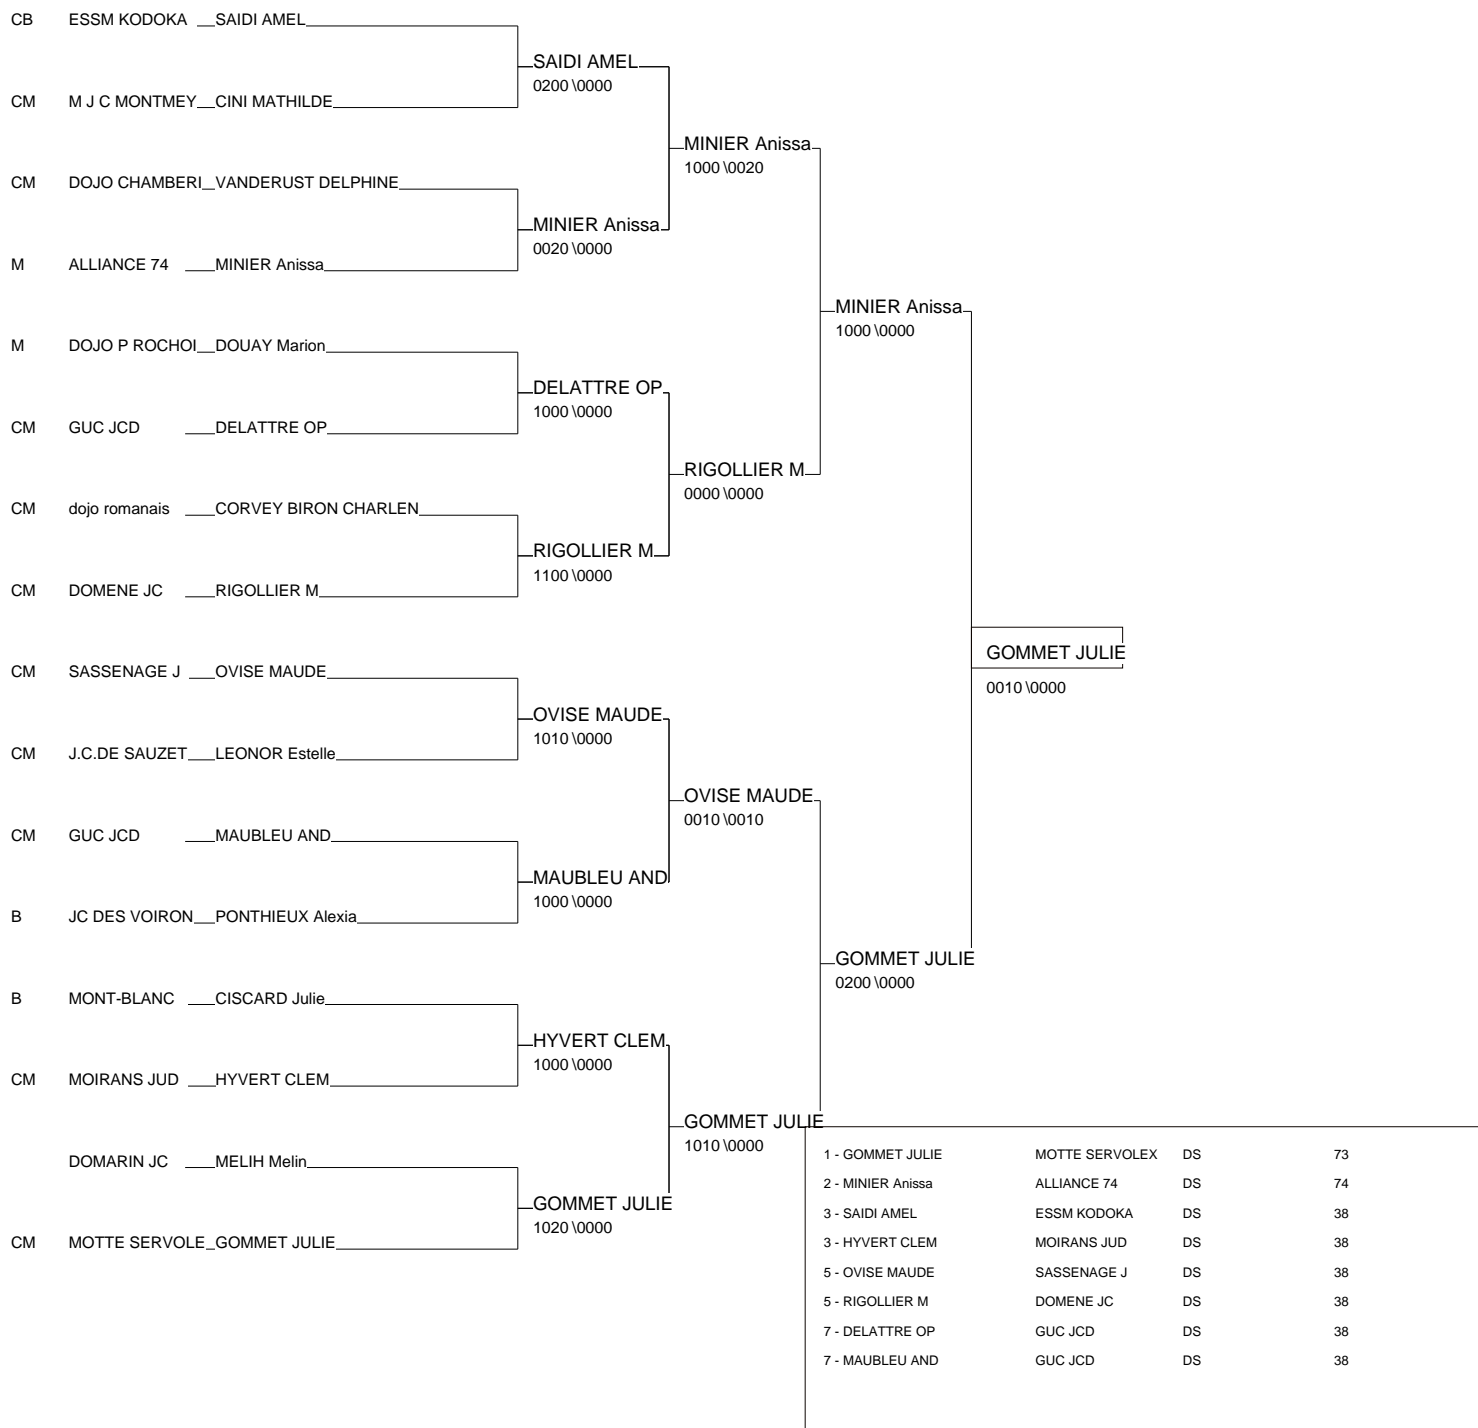 CB ESSM KODOKA SAIDI AMEL
SAIDI AMEL
0200 \0000
CM M J C MONTMEY CINI MATHILDE
MINIER Anissa
1000 \0020
CM DOJO CHAMBERI VANDERUST DELPHINE
MINIER Anissa
0020 \0000
M ALLIANCE 74 MINIER Anissa
MINIER Anissa
1000 \0000
M DOJO P ROCHOI DOUAY Marion
DELATTRE OP
1000 \0000
CM GUC JCD DELATTRE OP
RIGOLLIER M
0000 \0000
CM dojo romanais CORVEY BIRON CHARLEN
RIGOLLIER M
1100 \0000
CM DOMENE JC RIGOLLIER M
GOMMET JULIE
0010 \0000
CM SASSENAGE J OVISE MAUDE
OVISE MAUDE
1010 \0000
CM J.C.DE SAUZET LEONOR Estelle
OVISE MAUDE
0010 \0010
CM GUC JCD MAUBLEU AND
MAUBLEU AND
1000 \0000
B JC DES VOIRON PONTHIEUX Alexia
GOMMET JULIE
0200 \0000
B MONT-BLANC CISCARD Julie
HYVERT CLEM
1000 \0000
CM MOIRANS JUD HYVERT CLEM
GOMMET JULIE
1010 \0000
DOMARIN JC MELIH Melin
GOMMET JULIE
1020 \0000
CM MOTTE SERVOLE GOMMET JULIE
1 - GOMMET JULIE MOTTE SERVOLEX DS 73
2 - MINIER Anissa ALLIANCE 74 DS 74
3 - SAIDI AMEL ESSM KODOKA DS 38
3 - HYVERT CLEM MOIRANS JUD DS 38
5 - OVISE MAUDE SASSENAGE J DS 38
5 - RIGOLLIER M DOMENE JC DS 38
7 - DELATTRE OP GUC JCD DS 38
7 - MAUBLEU AND GUC JCD DS 38